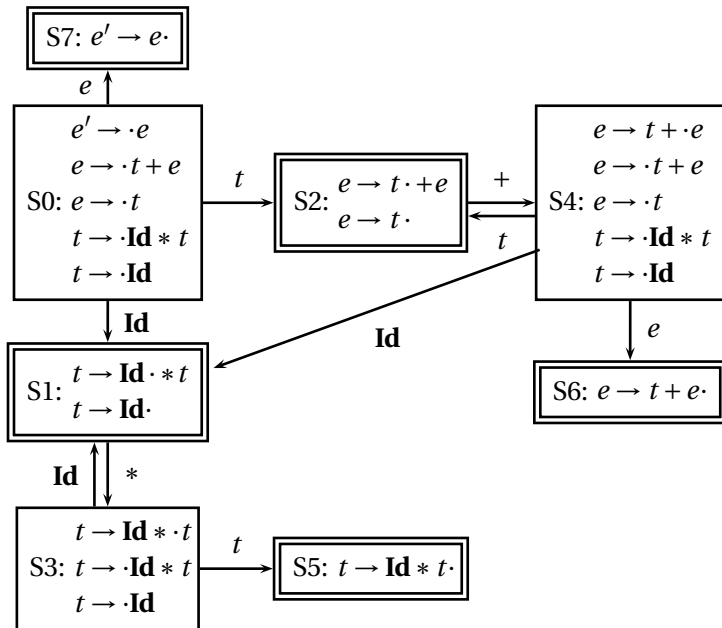 S7: e′ → e·
e
e′ → ·e
e → ·t + e
S0: e → ·t
t → ·Id * t
t → ·Id
t
S2: e → t · +e
e → t ·
+
t
e → t + ·e
e → ·t + e
S4: e → ·t
t → ·Id * t
t → ·Id
Id
Id
e
S1: t → Id · * t
t → Id·
S6: e → t + e·
Id
*
t → Id * ·t
S3: t → ·Id * t
t → ·Id
t
S5: t → Id * t·